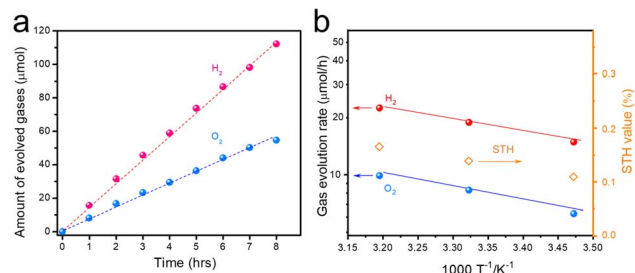 a
Amount of evolved gases (μmol)
120
100
80
60
40
20
0
H2
O2
0 1 2 3 4 5 6 7 8
Time (hrs)
b
Gas evolution rate (μmol/h)
50
30
10
H2
STH
O2
0.3
0.2
0.1
0.0
STH value (%)
3.15 3.20 3.25 3.30 3.35 3.40 3.45 3.50
1000 T⁻¹/K⁻¹